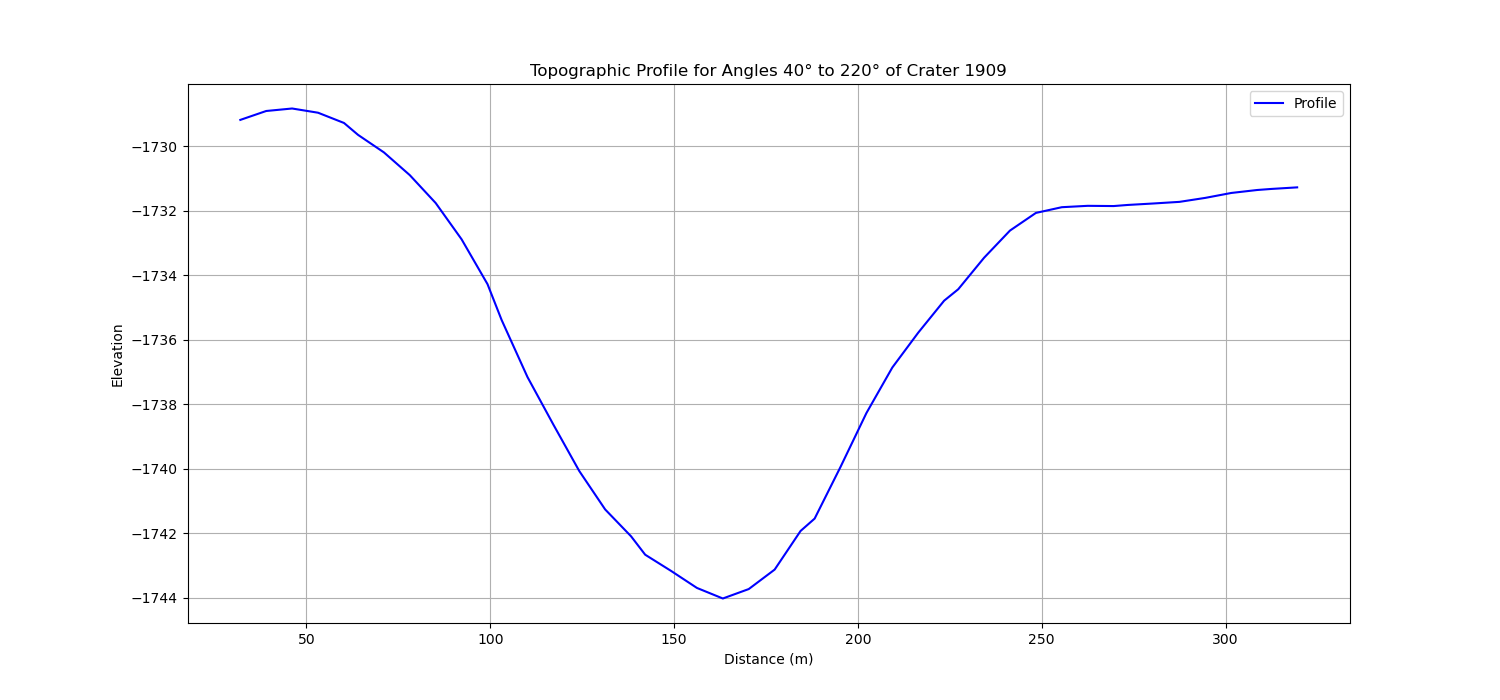 Topographic Profile for Angles 40° to 220° of Crater 1909
Profile
Elevation
−1730
−1732
−1734
−1736
−1738
−1740
−1742
−1744
50 100 150 200 250 300
Distance (m)